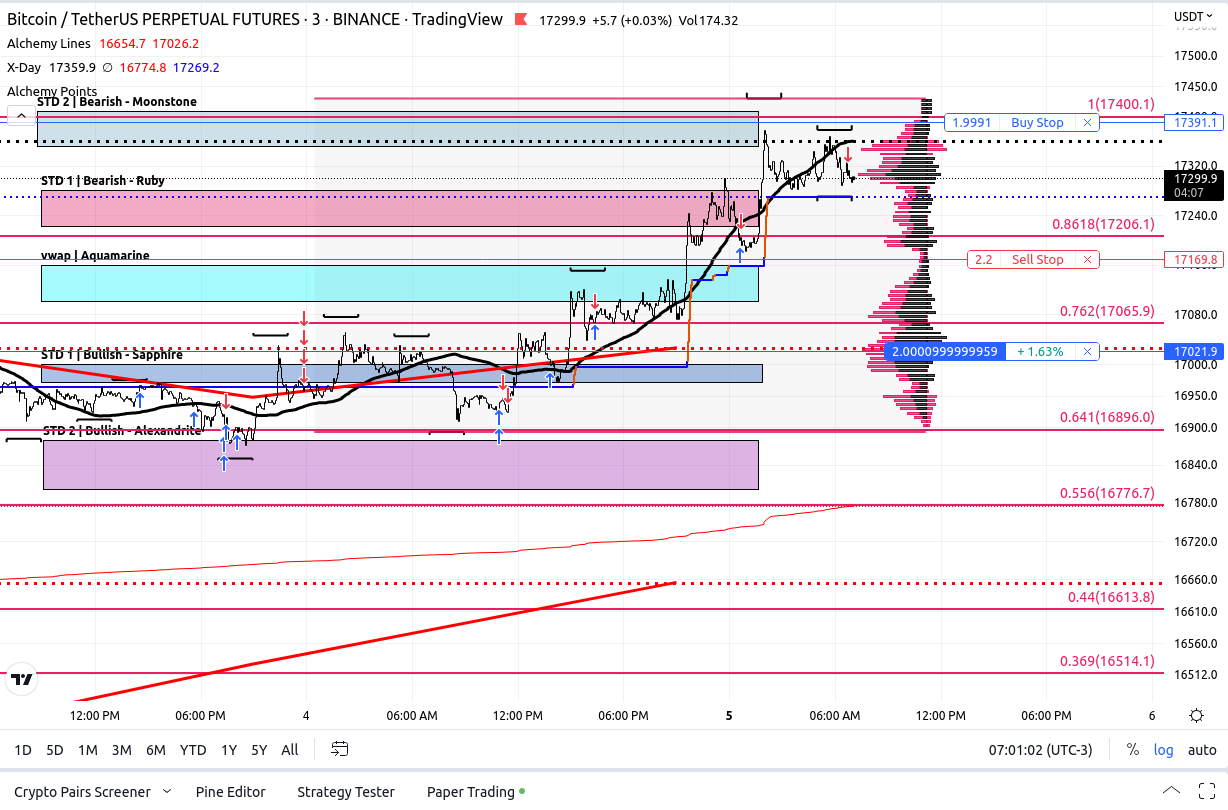 Bitcoin / TetherUS PERPETUAL FUTURES · 3 · BINANCE · TradingView 17299.9 +5.7 (+0.03%) Vol174.32
USDT
Alchemy Lines 16654.7 17026.2
17500.0
X-Day 17359.9 ∅ 16774.8 17269.2
Alchemy Points
17450.0
STD 2 | Bearish - Moonstone
1(17400.1)
1.9991 Buy Stop 17391.1
17320.0
STD 1 | Bearish - Ruby
17299.9
04:07
17240.0
0.8618(17206.1)
vwap | Aquamarine
2.2 Sell Stop 17169.8
17080.0
0.762(17065.9)
STD 1 | Bullish - Sapphire
2.0000999999959 + 1.63% 17021.9
17000.0
16950.0
0.641(16896.0)
16900.0
STD 2 | Bullish - Alexandrite
16840.0
0.556(16776.7)
16780.0
16720.0
16660.0
0.44(16613.8)
16610.0
16560.0
0.369(16514.1)
16512.0
12:00 PM 06:00 PM 4 06:00 AM 12:00 PM 06:00 PM 5 06:00 AM 12:00 PM 06:00 PM 6
1D 5D 1M 3M 6M YTD 1Y 5Y All 07:01:02 (UTC-3) % log auto
Crypto Pairs Screener Pine Editor Strategy Tester Paper Trading